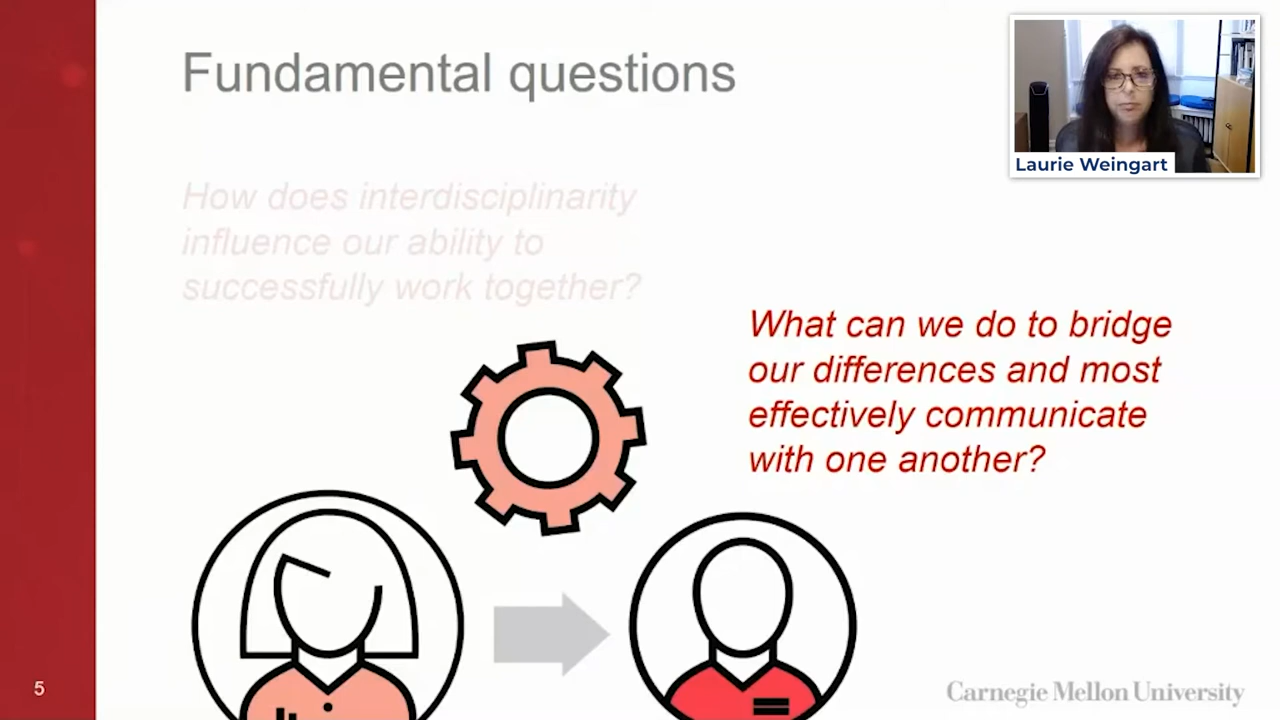 Fundamental questions
Laurie Weingart
How does interdisciplinarity
influence our ability to
successfully work together?
What can we do to bridge
our differences and most
effectively communicate
with one another?
5
Carnegie Mellon University